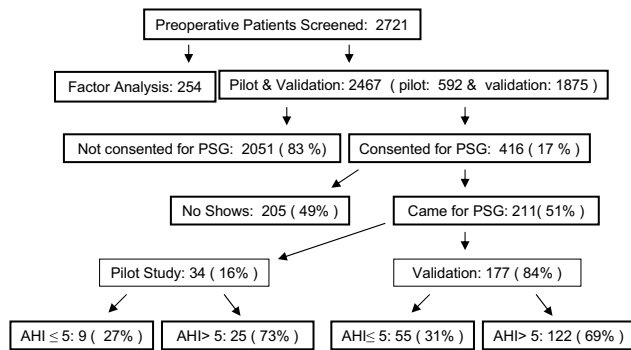 Preoperative Patients Screened: 2721
Factor Analysis: 254
Pilot & Validation: 2467 ( pilot: 592 & validation: 1875)
Not consented for PSG: 2051 ( 83 %)
Consented for PSG: 416 ( 17 %)
No Shows: 205 ( 49%)
Came for PSG: 211( 51%)
Pilot Study: 34 ( 16%)
Validation: 177 ( 84%)
AHI ≤ 5: 9 ( 27%)
AHI> 5: 25 ( 73%)
AHI≤ 5: 55 ( 31%)
AHI> 5: 122 ( 69%)